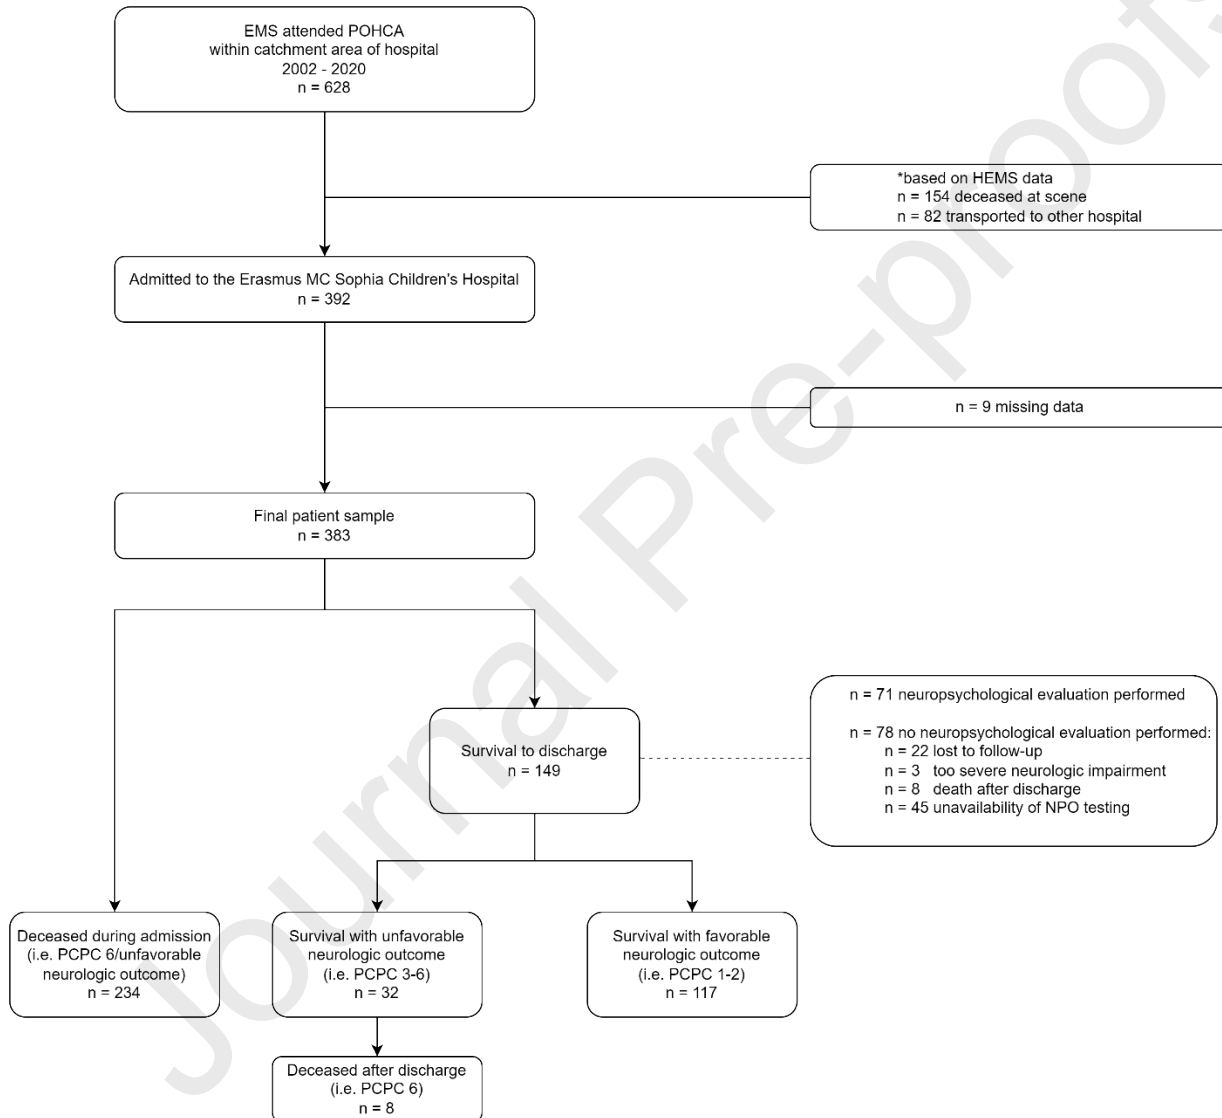 EMS attended POHCA
within catchment area of hospital
2002 - 2020
n = 628
*based on HEMS data
n = 154 deceased at scene
n = 82 transported to other hospital
Admitted to the Erasmus MC Sophia Children's Hospital
n = 392
n = 9 missing data
Final patient sample
n = 383
n = 71 neuropsychological evaluation performed
n = 78 no neuropsychological evaluation performed:
n = 22 lost to follow-up
n = 3 too severe neurologic impairment
n = 8 death after discharge
n = 45 unavailability of NPO testing
Survival to discharge
n = 149
Deceased during admission
(i.e. PCPC 6/unfavorable
neurologic outcome)
n = 234
Survival with unfavorable
neurologic outcome
(i.e. PCPC 3-6)
n = 32
Survival with favorable
neurologic outcome
(i.e. PCPC 1-2)
n = 117
Deceased after discharge
(i.e. PCPC 6)
n = 8
Journal Pre-proofs